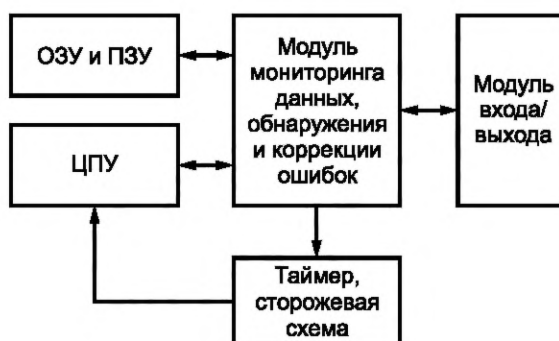 ОЗУ и ПЗУ
ЦПУ
Модуль
мониторинга
данных,
обнаружения
и коррекции
ошибок
Модуль
входа/
выхода
Таймер,
сторожевая
схема